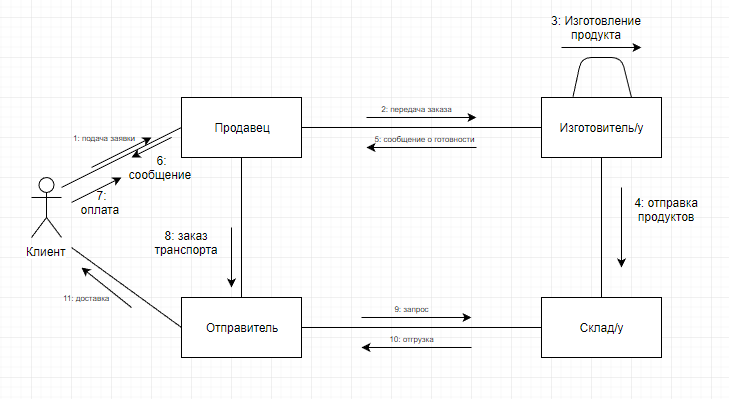 3: Изготовление
продукта
2: передача заказа
Продавец
Изготовитель/у
1: подача заявки
5: сообщение о готовности
6:
сообщение
7:
оплата
4: отправка
продуктов
8: заказ
транспорта
Клиент
11: доставка
9: запрос
Отправитель
Склад/у
10: отгрузка